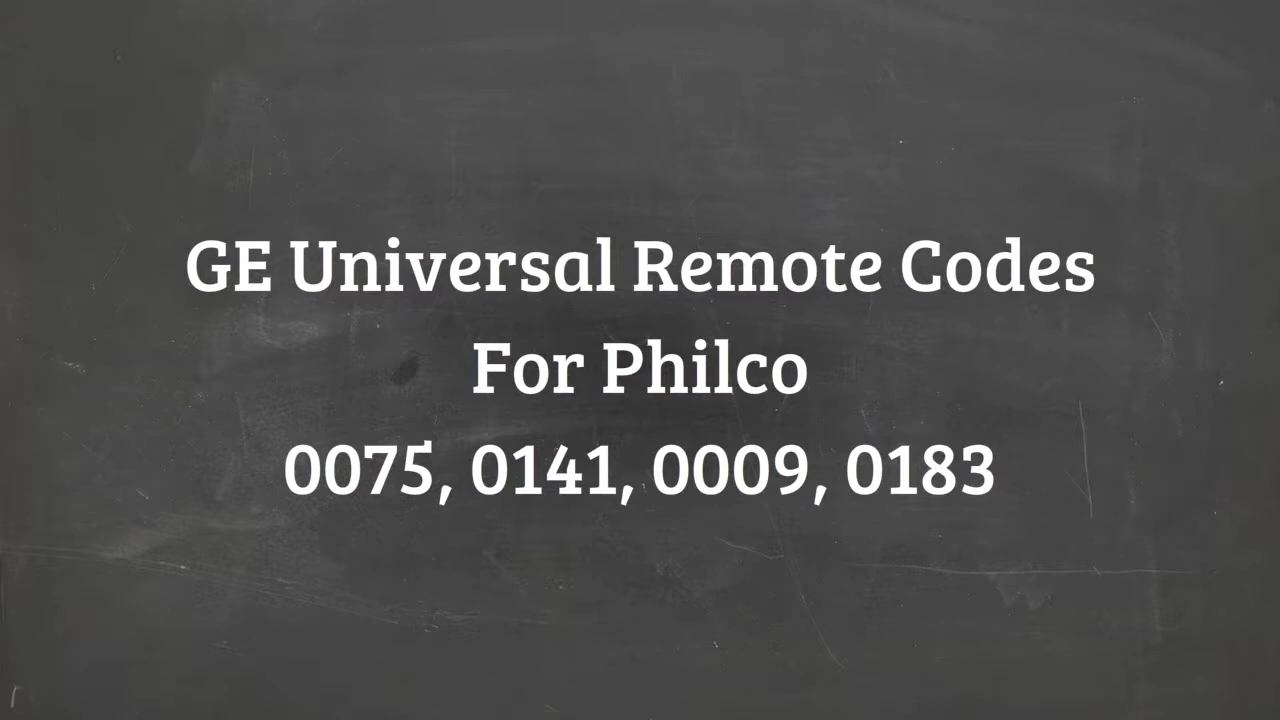 GE Universal Remote Codes
For Philco
0075, 0141, 0009, 0183